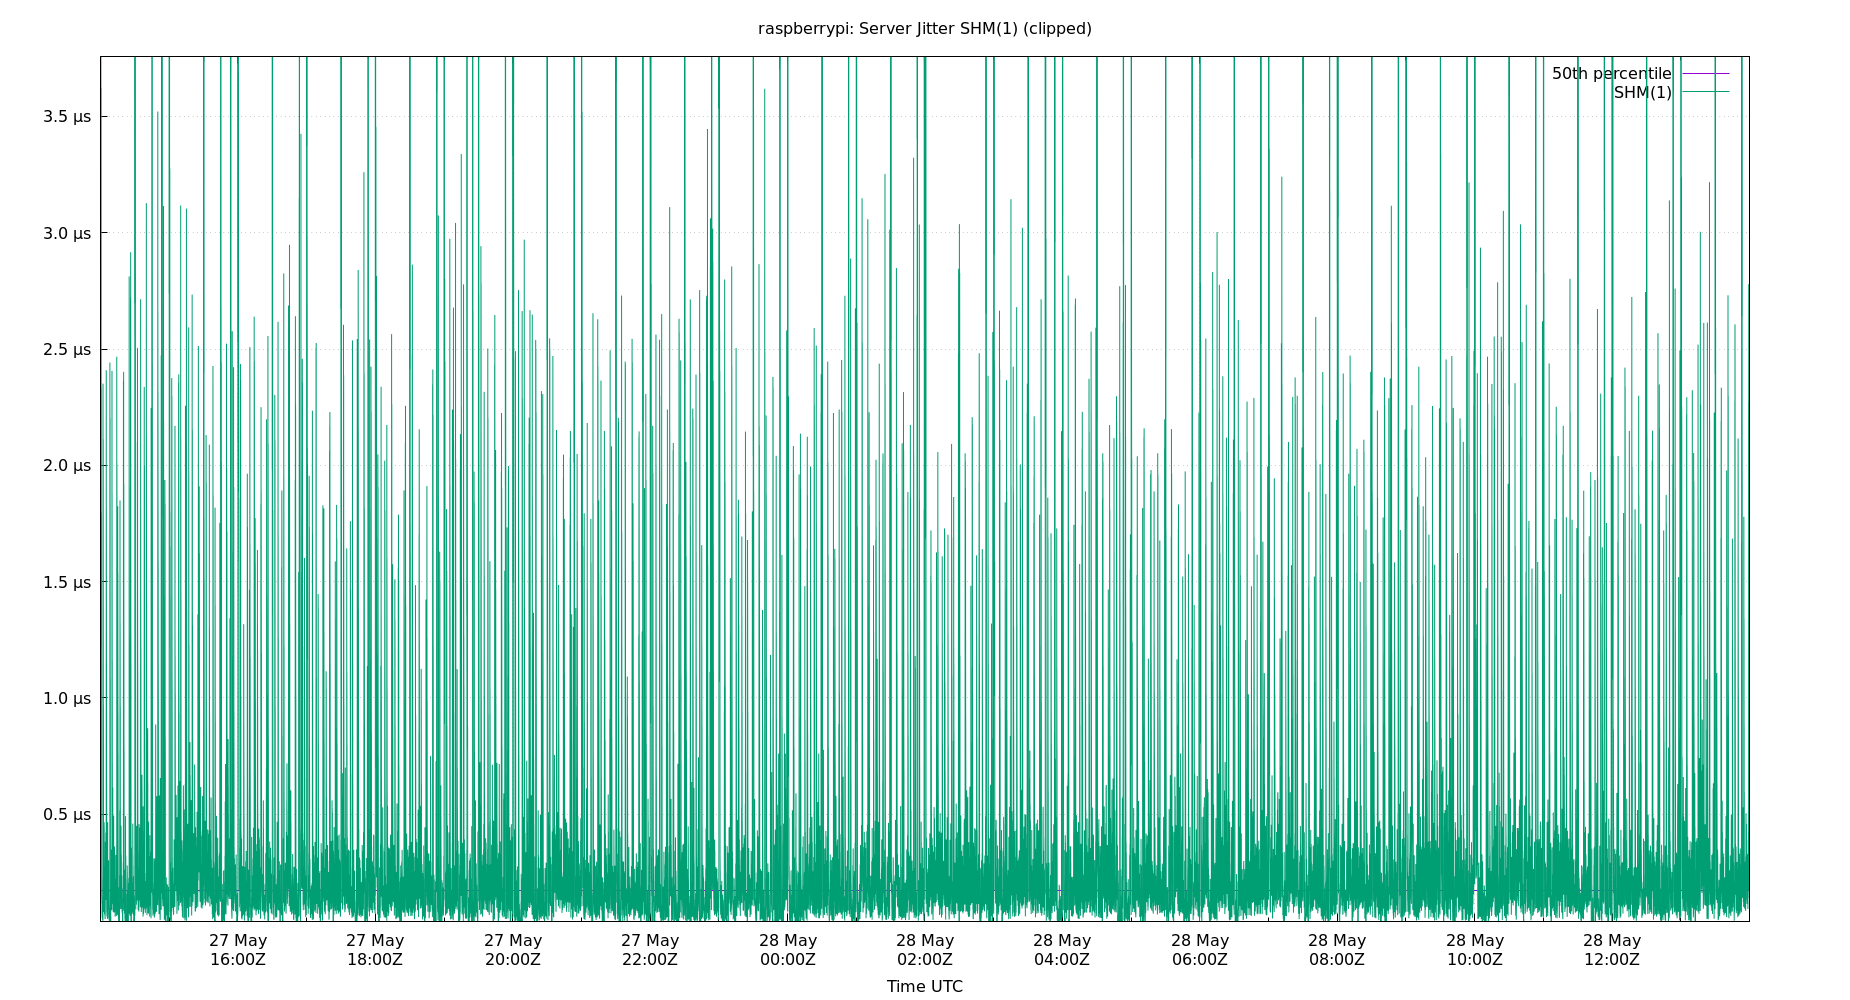 raspberrypi: Server Jitter SHM(1) (clipped)
50th percentile
SHM(1)
3.5 µs
3.0 µs
2.5 µs
2.0 µs
1.5 µs
1.0 µs
0.5 µs
27 May 27 May 27 May 27 May 28 May 28 May 28 May 28 May 28 May 28 May 28 May
16:00Z 18:00Z 20:00Z 22:00Z 00:00Z 02:00Z 04:00Z 06:00Z 08:00Z 10:00Z 12:00Z
Time UTC